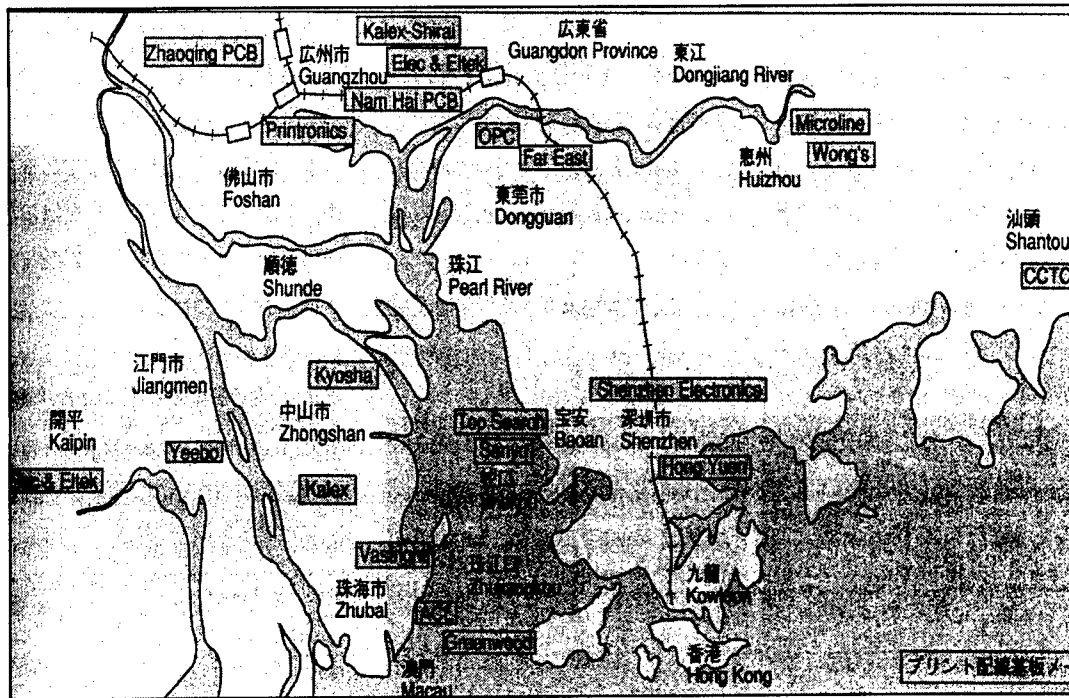 Zhaoqing PCB
広州市
Guangzhou
Kalex-Shirai
Elec & Eltek
Nam Hai PCB
広東省
Guangdon Province
東江
Dongjiang River
Printronics
OPC
Far East
Microline
Wong's
恵州
Huizhou
佛山市
Foshan
東莞市
Dongguan
汕頭
Shantou
CCTC
順徳
Shunde
珠江
Pearl River
江門市
Jiangmen
Kyosha
中山市
Zhongshan
開平
Kaipin
Yeebo
& Eltek
Kalex
Top Search
宝安
Baoan
Shenzhen Electronics
深圳市
Shenzhen
Hong Yuen
珠海市
Zhubal
Greenwood
九龍
Kowloon
香港
Hong Kong
澳門
Macau
プリント配線基板メー